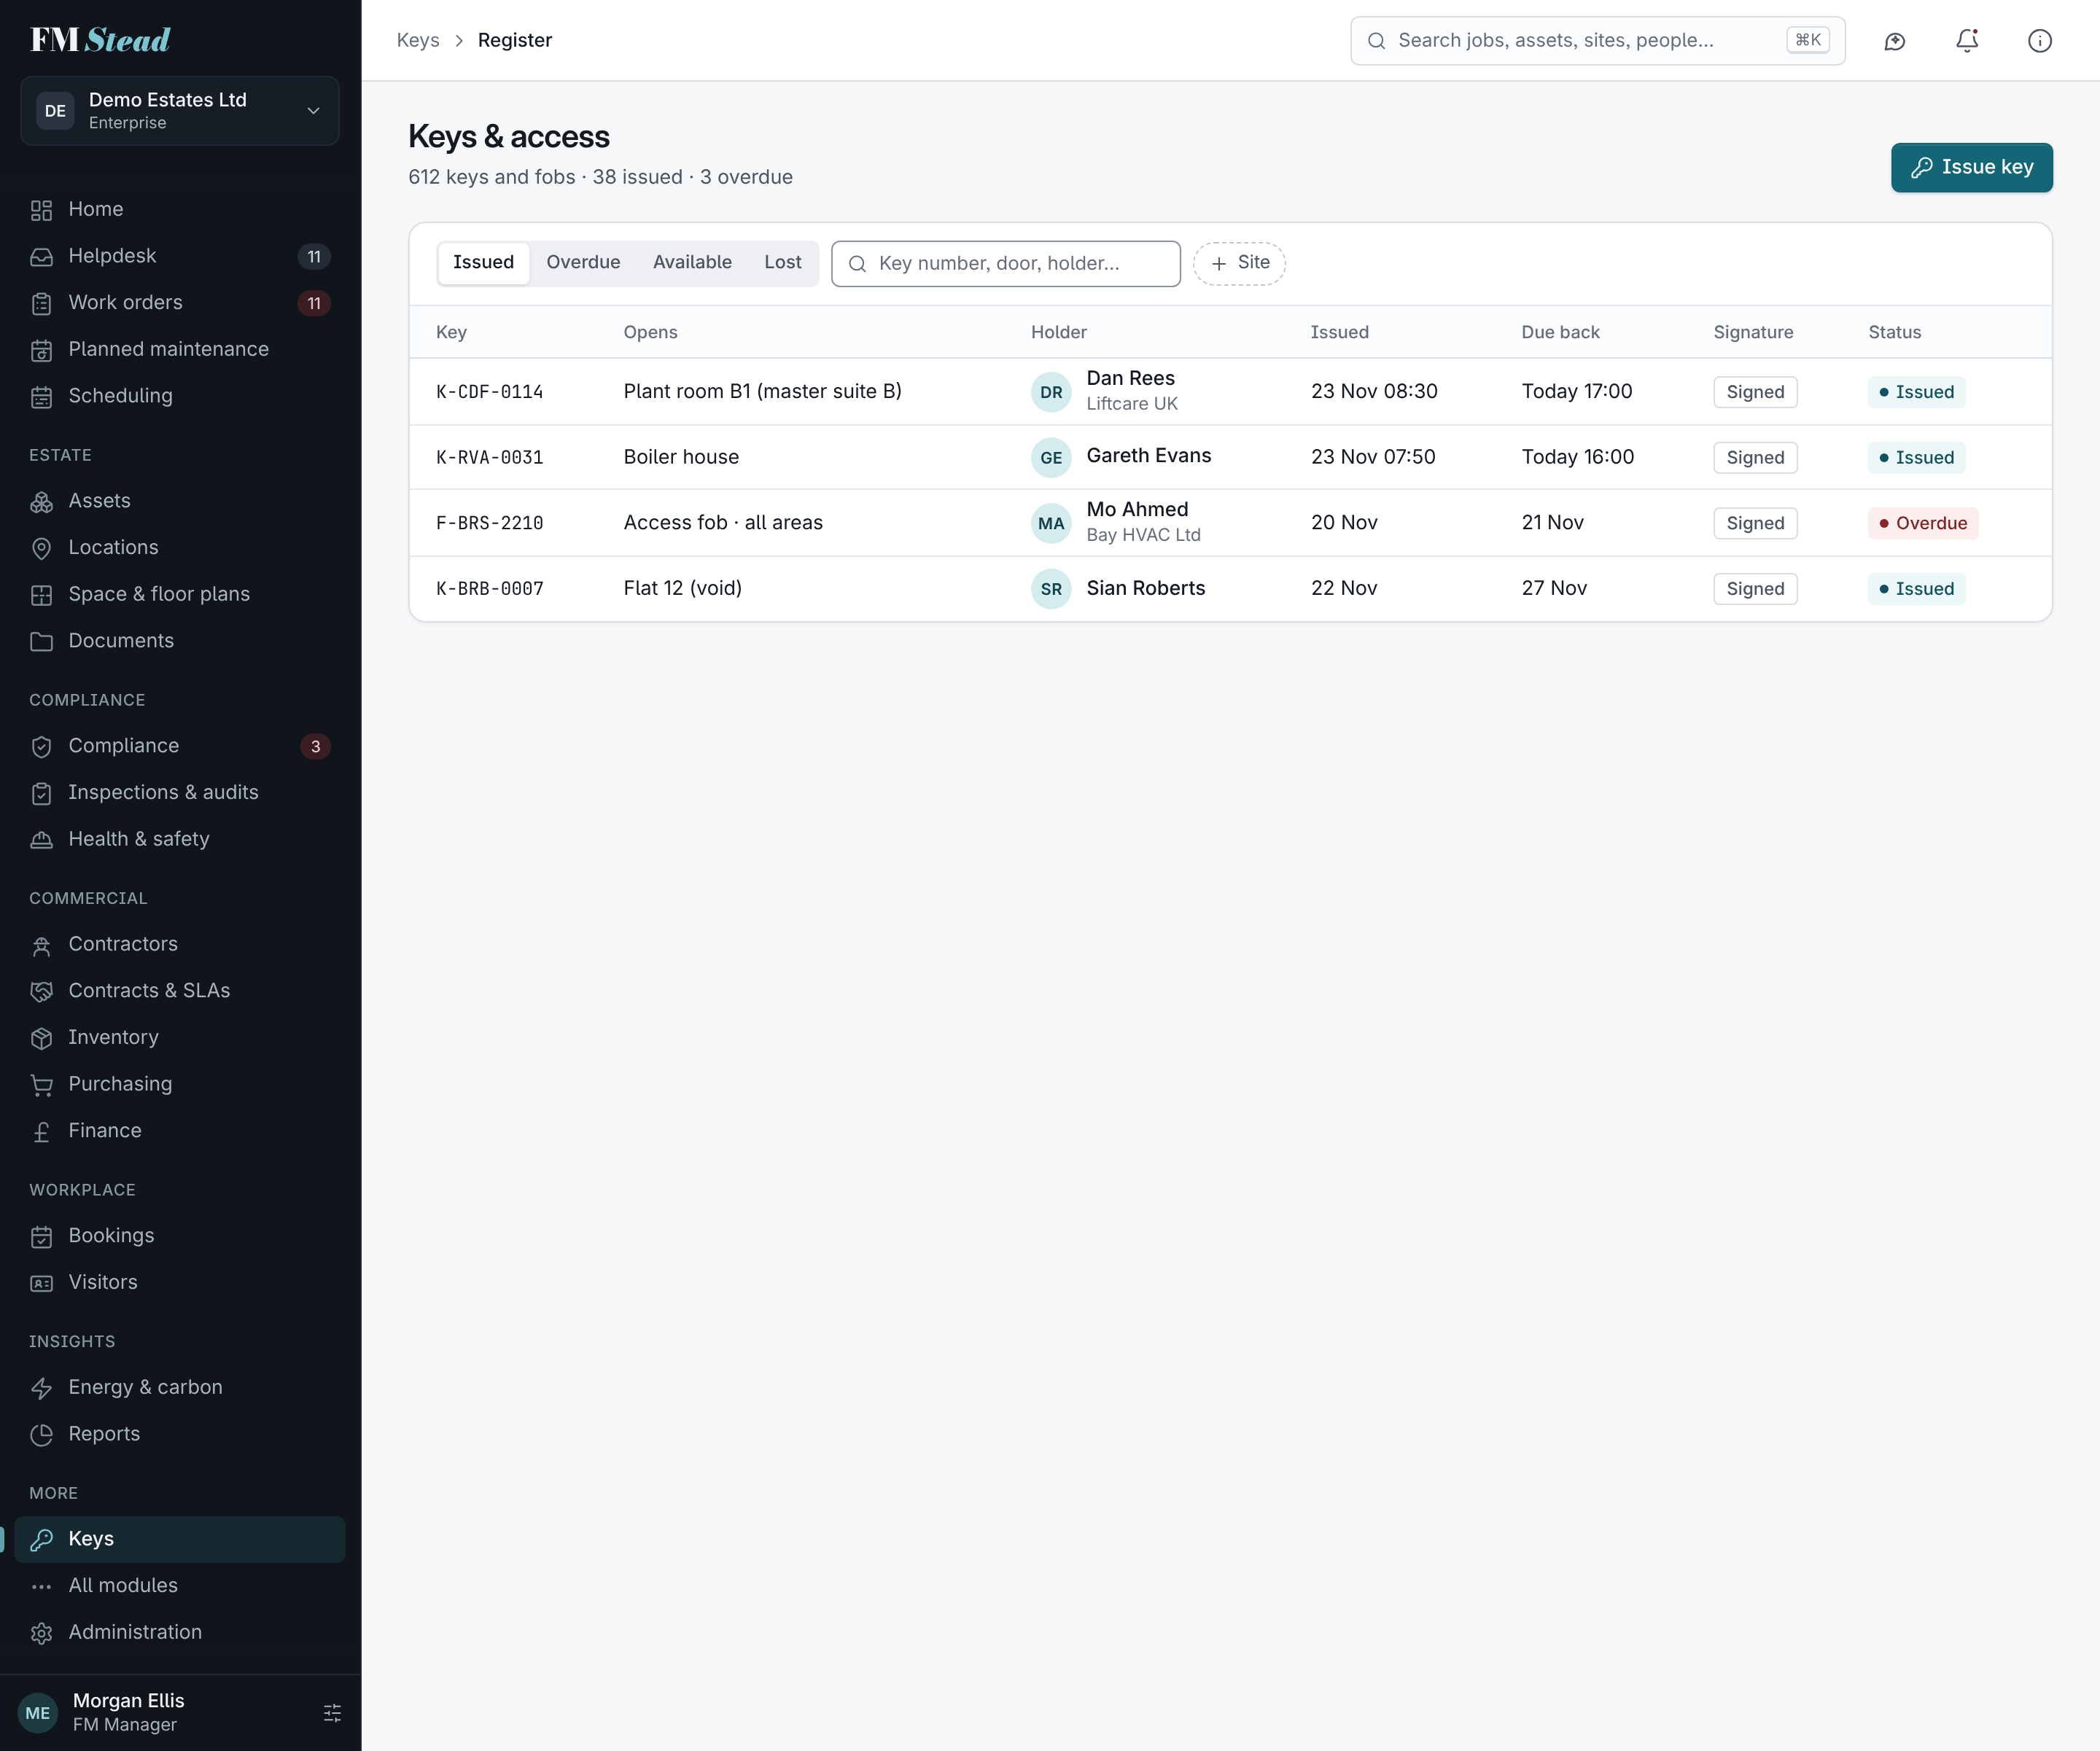 FM Stead
DE
Demo Estates Ltd
Enterprise
Home
Helpdesk 11
Work orders 11
Planned maintenance
Scheduling
ESTATE
Assets
Locations
Space & floor plans
Documents
COMPLIANCE
Compliance 3
Inspections & audits
Health & safety
COMMERCIAL
Contractors
Contracts & SLAs
Inventory
Purchasing
Finance
WORKPLACE
Bookings
Visitors
INSIGHTS
Energy & carbon
Reports
MORE
Keys
All modules
Administration
ME
Morgan Ellis
FM Manager
Keys > Register
Search jobs, assets, sites, people... ⌘K
Keys & access
612 keys and fobs · 38 issued · 3 overdue
Issue key
Issued Overdue Available Lost Key number, door, holder... + Site
Key Opens Holder Issued Due back Signature Status
K-CDF-0114 Plant room B1 (master suite B) DR Dan Rees 23 Nov 08:30 Today 17:00 Signed Issued
Liftcare UK
K-RVA-0031 Boiler house GE Gareth Evans 23 Nov 07:50 Today 16:00 Signed Issued
F-BRS-2210 Access fob · all areas MA Mo Ahmed 20 Nov 21 Nov Signed Overdue
Bay HVAC Ltd
K-BRB-0007 Flat 12 (void) SR Sian Roberts 22 Nov 27 Nov Signed Issued